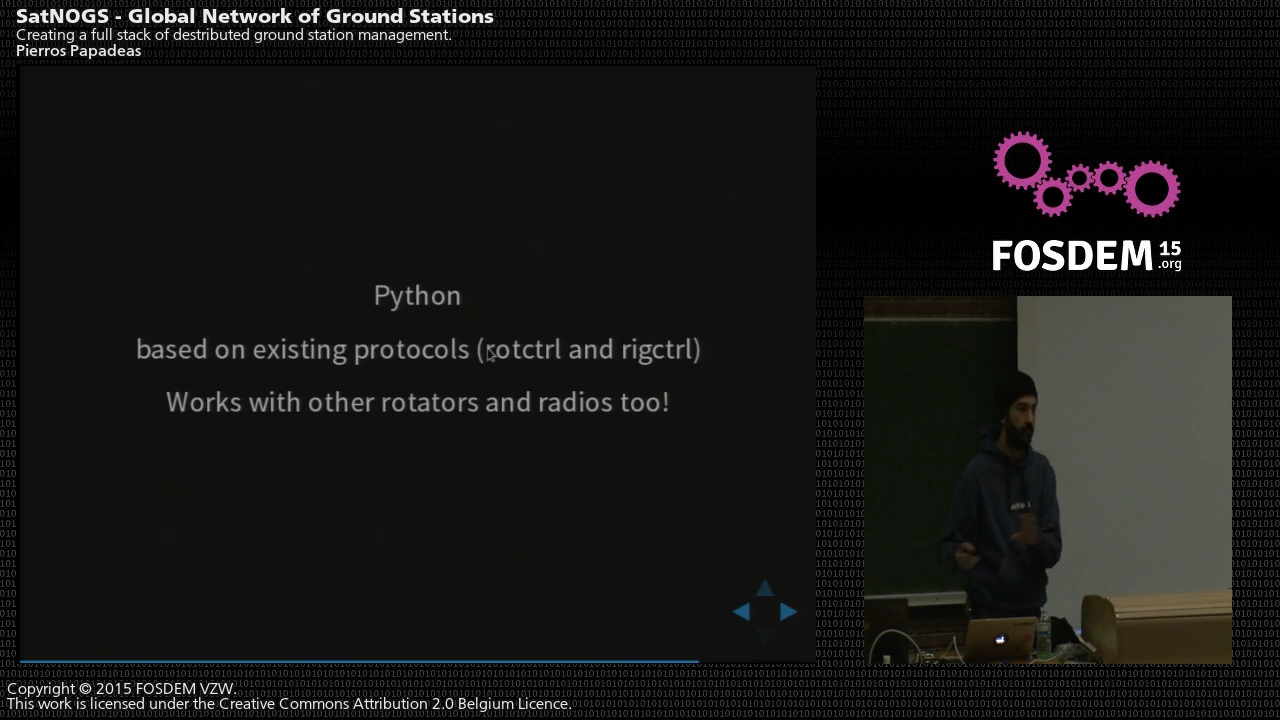 SatNOGS - Global Network of Ground Stations
Creating a full stack of destributed ground station management.
Pierros Papadeas
Python
based on existing protocols (rotctrl and rigctrl)
Works with other rotators and radios too!
FOSDEM 15
.org
Copyright © 2015 FOSDEM VZW.
This work is licensed under the Creative Commons Attribution 2.0 Belgium Licence.